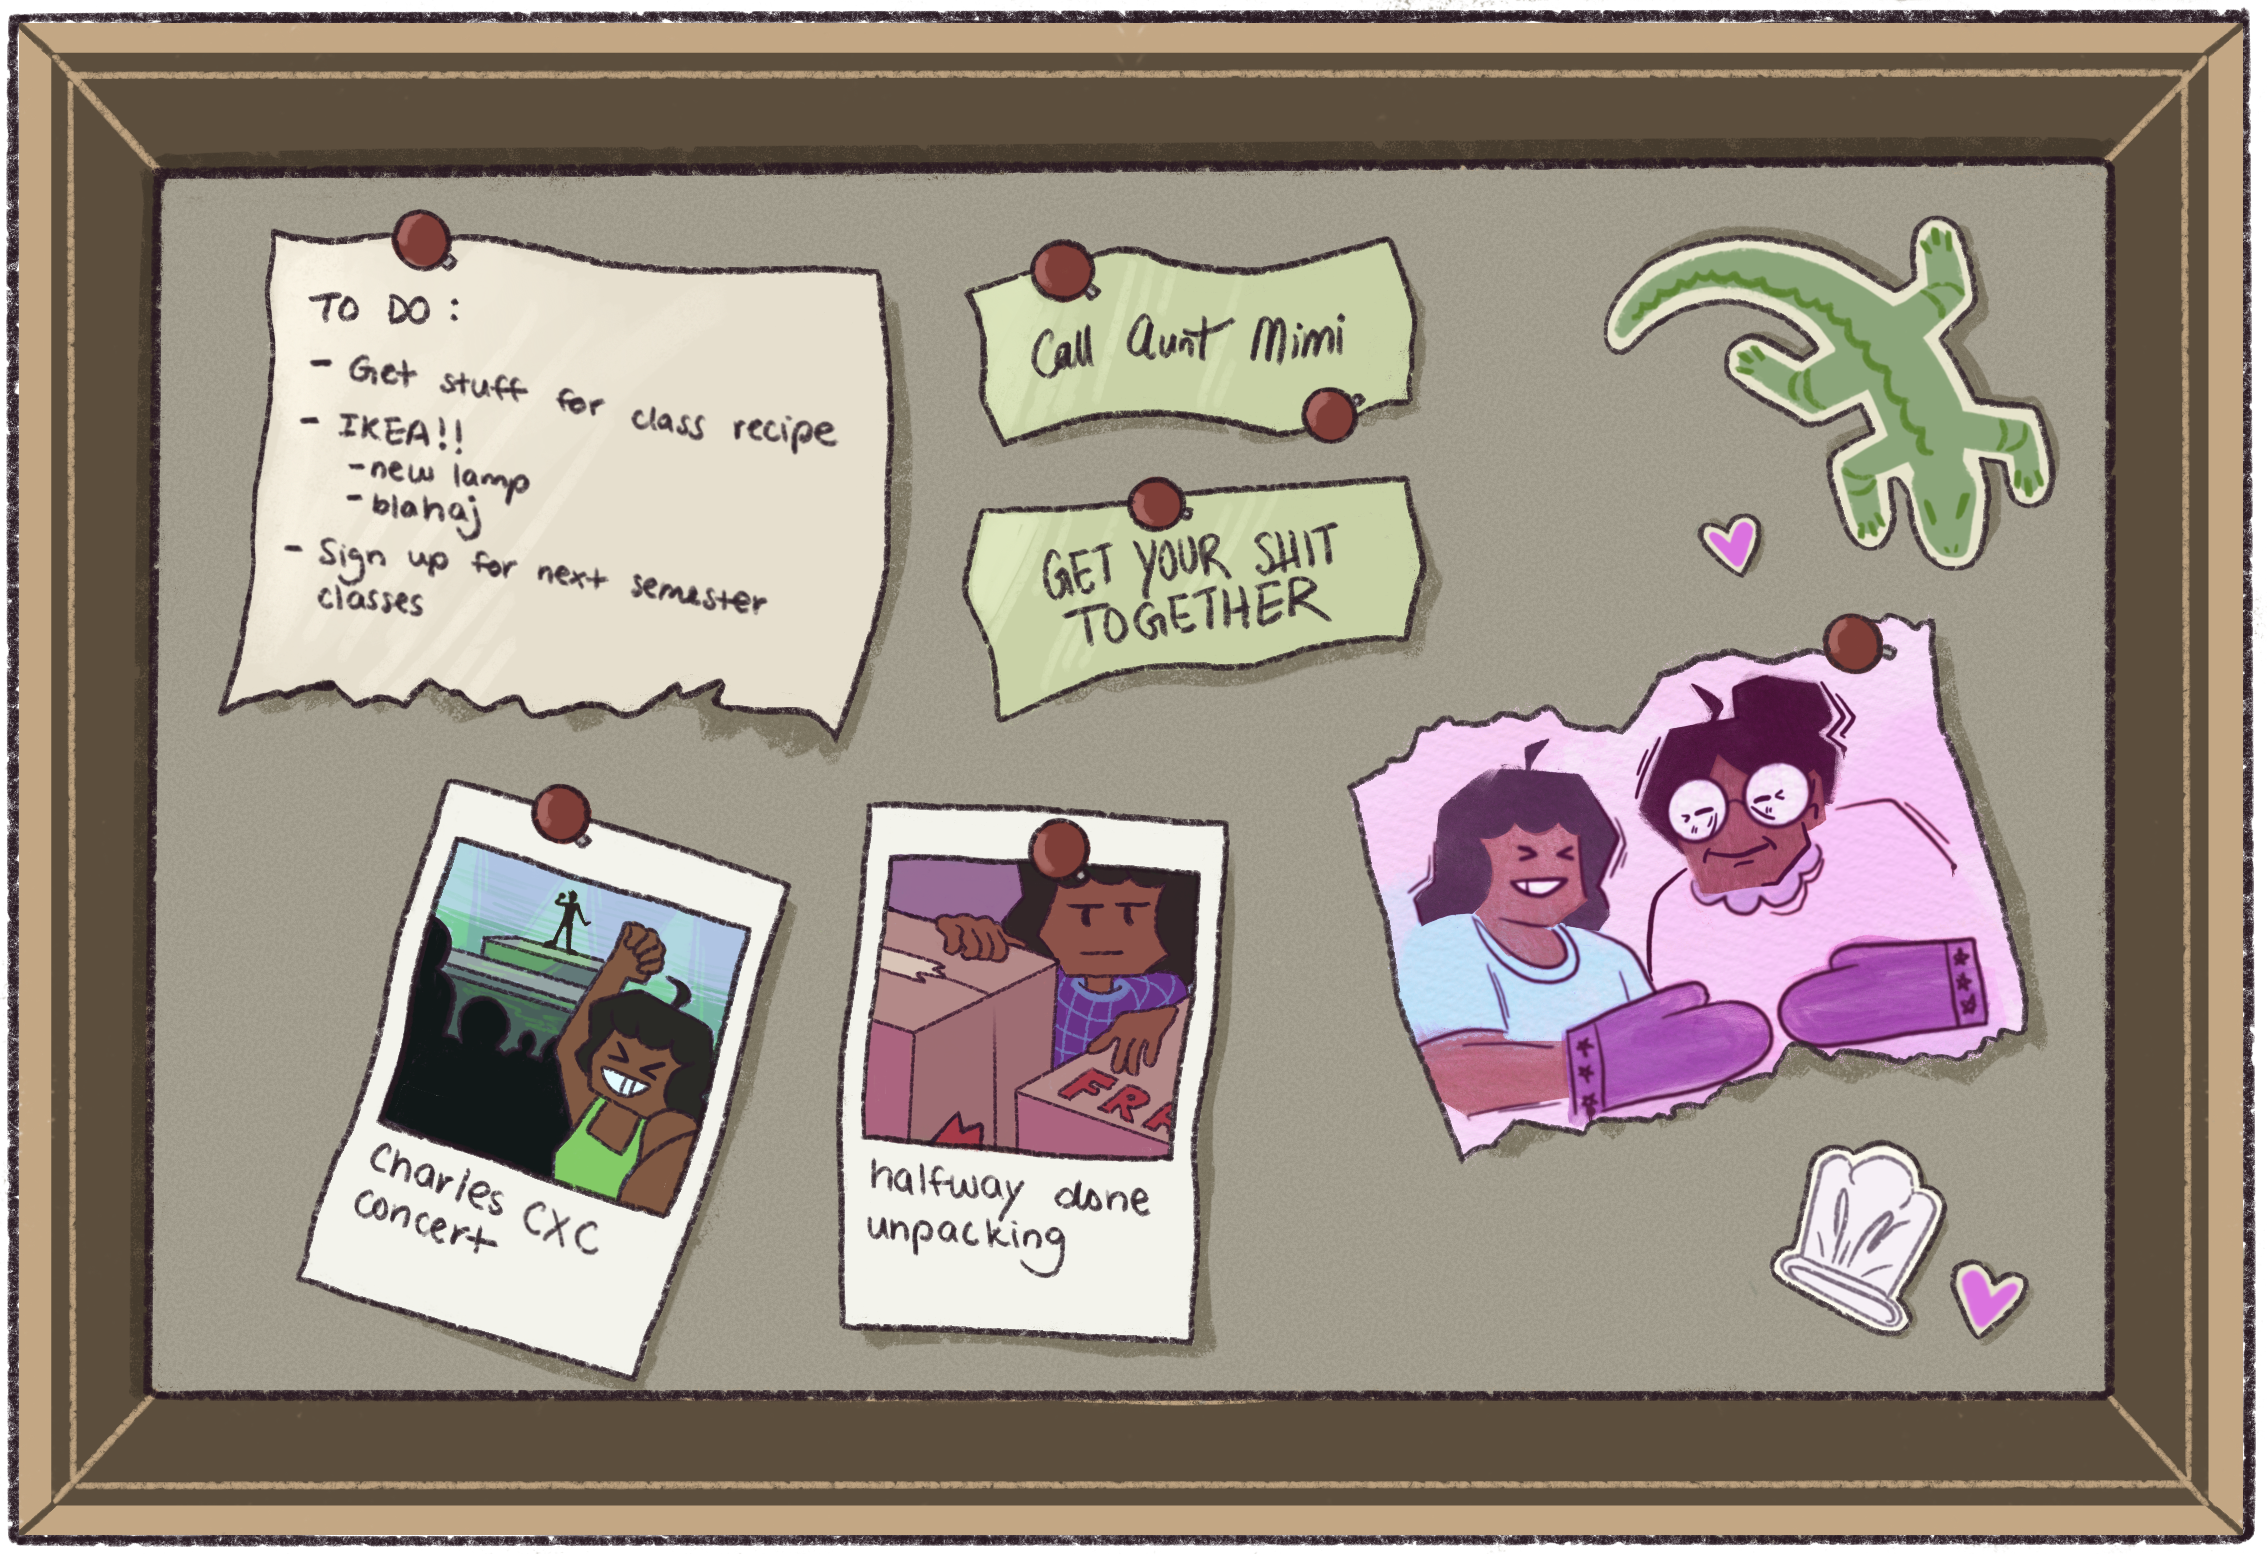 TO DO :
- Get stuff for class recipe
- IKEA!!
- new lamp
- blahaj
- Sign up for next semester
classes
Call Aunt Mimi
GET YOUR SHIT
TOGETHER
Charles CXC
concert
FRA
halfway done
unpacking